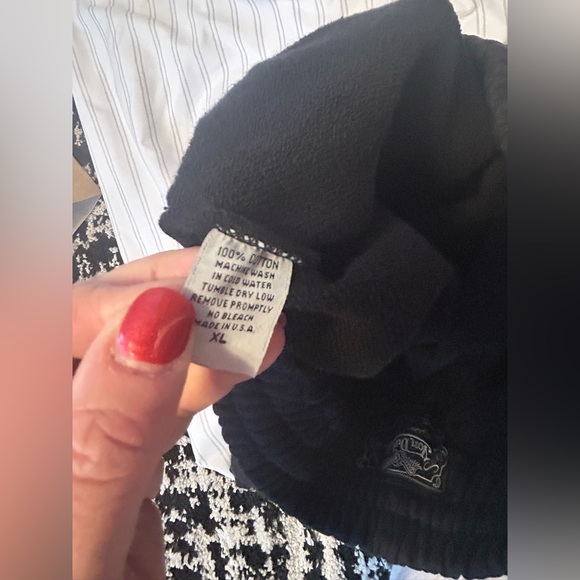 100% COTTON
MACHINE WASH
IN COLD WATER
TUMBLE DRY LOW
REMOVE PROMPTLY
NO BLEACH
MADE IN U.S.A.
XL